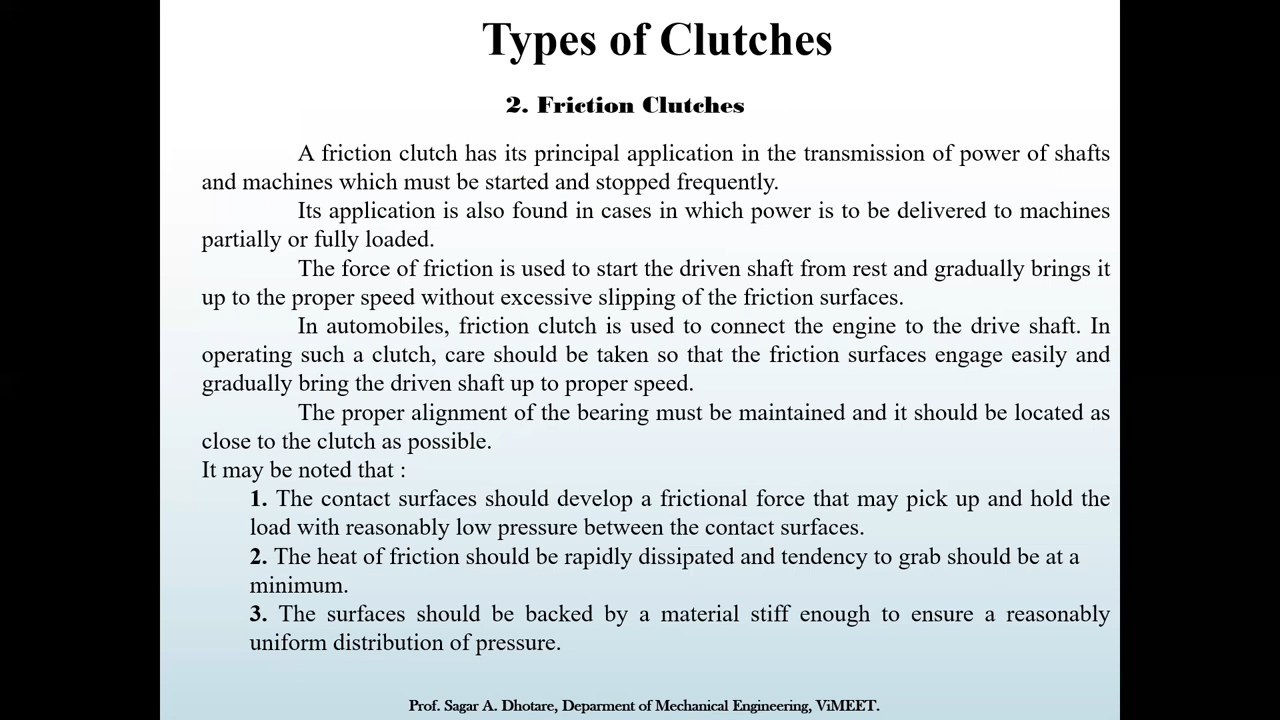 Types of Clutches
2. Friction Clutches
A friction clutch has its principal application in the transmission of power of shafts
and machines which must be started and stopped frequently.
Its application is also found in cases in which power is to be delivered to machines
partially or fully loaded.
The force of friction is used to start the driven shaft from rest and gradually brings it
up to the proper speed without excessive slipping of the friction surfaces.
In automobiles, friction clutch is used to connect the engine to the drive shaft. In
operating such a clutch, care should be taken so that the friction surfaces engage easily and
gradually bring the driven shaft up to proper speed.
The proper alignment of the bearing must be maintained and it should be located as
close to the clutch as possible.
It may be noted that :
1. The contact surfaces should develop a frictional force that may pick up and hold the
load with reasonably low pressure between the contact surfaces.
2. The heat of friction should be rapidly dissipated and tendency to grab should be at a
minimum.
3. The surfaces should be backed by a material stiff enough to ensure a reasonably
uniform distribution of pressure.
Prof. Sagar A. Dhotare, Deparment of Mechanical Engineering, ViMEET.